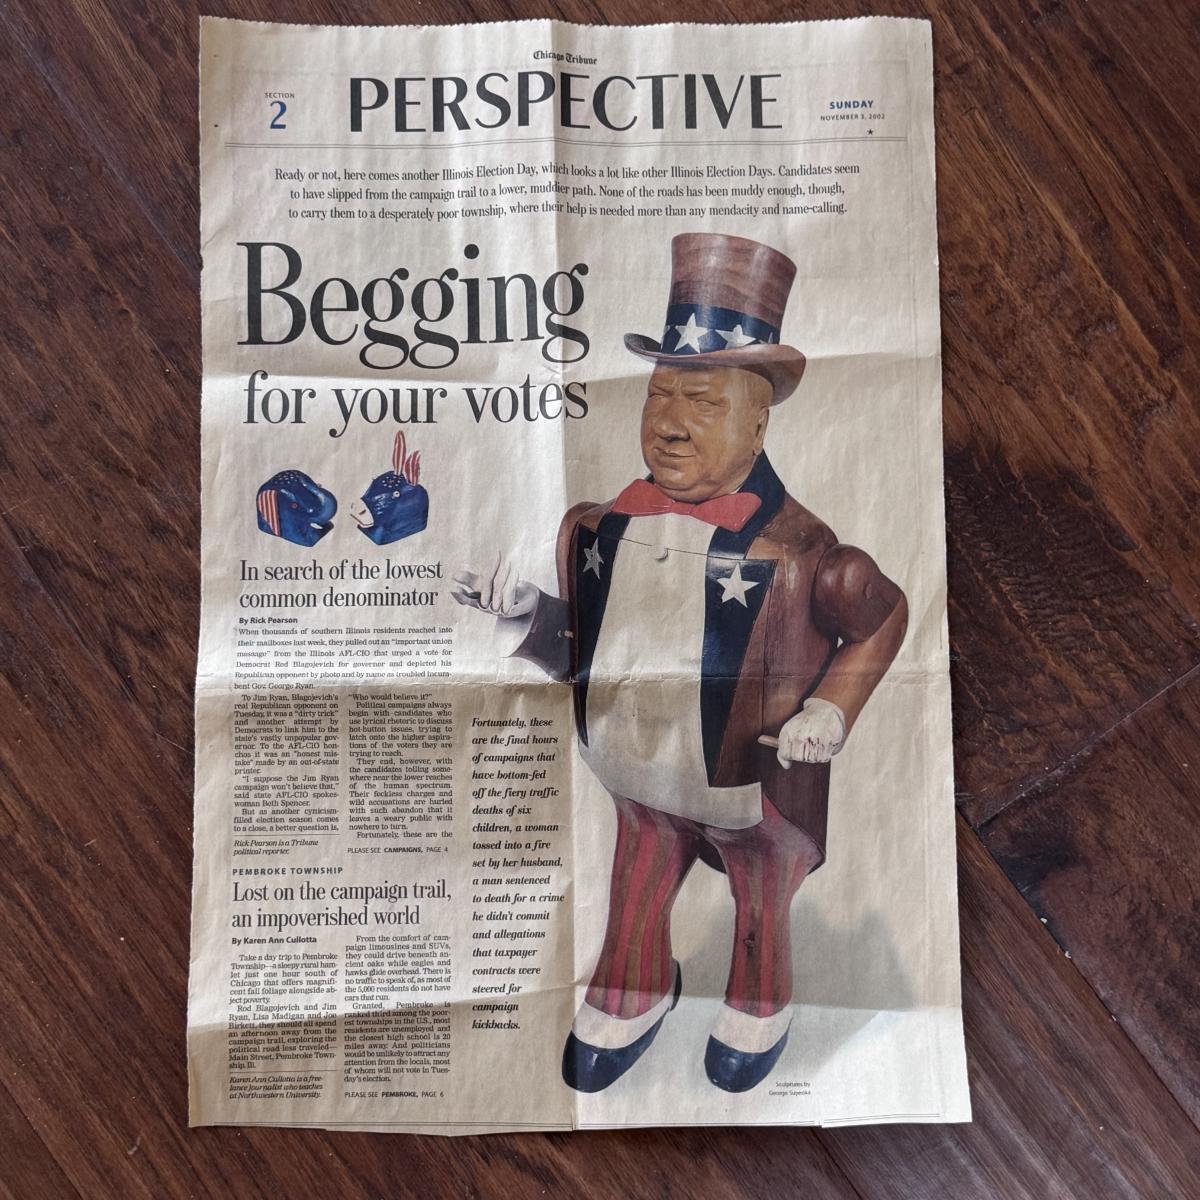 Chicago Tribune
SECTION
2
PERSPECTIVE
SUNDAY
NOVEMBER 3, 2002
Ready or not, here comes another Illinois Election Day, which looks a lot like other Illinois Election Days. Candidates seem
to have slipped from the campaign trail to a lower, muddier path. None of the roads has been muddy enough, though,
to carry them to a desperately poor township, where their help is needed more than any mendacity and name-calling.
Begging
for your votes
In search of the lowest
common denominator
By Rick Pearson
When thousands of southern Illinois residents reached into
their mailboxes last week, they pulled out an "important union
message" from the Illinois AFL-CIO that urged a vote for
Democrat Rod Blagojevich for governor and depicted his
Republican opponent by photo and by name as troubled incum-
bent Gov. George Ryan.
To Jim Ryan, Blagojevich's
real Republican opponent on
Tuesday, it was a "dirty trick"
and another attempt by
Democrats to link him to the
state's vastly unpopular gov-
ernor. To the AFL-CIO hon-
chos it was an "honest mis-
take" made by an out-of-state
printer.
"I suppose the Jim Ryan
campaign won't believe that,"
said state AFL-CIO spokes-
woman Beth Spencer.
But as another cynicism-
filled election season comes
to a close, a better question is,
Rick Pearson is a Tribune
political reporter.
"Who would believe it?"
Political campaigns always
begin with candidates who
use lyrical rhetoric to discuss
hot-button issues, trying to
latch onto the higher aspira-
tions of the voters they are
trying to reach.
They end, however, with
the candidates toiling some-
where near the lower reaches
of the human spectrum.
Their feckless charges and
wild accusations are hurled
with such abandon that it
leaves a weary public with
nowhere to turn.
Fortunately, these are the
PLEASE SEE CAMPAIGNS, PAGE 4
Fortunately, these
are the final hours
of campaigns that
have bottom-fed
off the fiery traffic
deaths of six
children, a woman
tossed into a fire
set by her husband,
a man sentenced
to death for a crime
he didn't commit
and allegations
that taxpayer
contracts were
steered for
campaign
kickbacks.
PEMBROKE TOWNSHIP
Lost on the campaign trail,
an impoverished world
By Karen Ann Cullotta
Take a day trip to Pembroke
Township—a sleepy rural ham-
let just one hour south of
Chicago that offers magnifi-
cent fall foliage alongside ab-
ject poverty.
Rod Blagojevich and Jim
Ryan, Lisa Madigan and Joe
Birkett, they should all spend
an afternoon away from the
campaign trail, exploring the
political road less traveled—
Main Street, Pembroke Town-
ship, Ill.
Karen Ann Cullotta is a free-
lance journalist who teaches
at Northwestern University.
From the comfort of cam-
paign limousines and SUVs,
they could drive beneath an-
cient oaks while eagles and
hawks glide overhead. There is
no traffic to speak of, as most of
the 5,000 residents do not have
cars that run.
Granted, Pembroke is
ranked third among the poor-
est townships in the U.S., most
residents are unemployed and
the closest high school is 20
miles away. And politicians
would be unlikely to attract any
attention from the locals, most
of whom will not vote in Tues-
day's election.
PLEASE SEE PEMBROKE, PAGE 6
Sculptures by
George